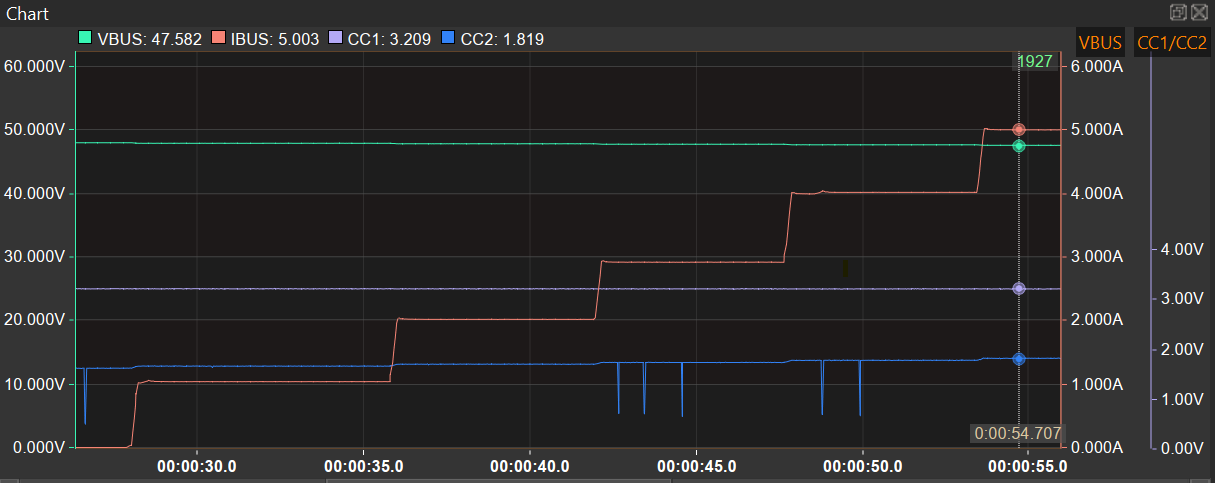 Chart
VBUS: 47.582 IBUS: 5.003 CC1: 3.209 CC2: 1.819
VBUS CC1/CC2
1927
60.000V 6.000A
50.000V 5.000A
40.000V 4.000A
30.000V 3.000A 4.00V
3.00V
20.000V 2.000A
2.00V
10.000V 1.000A
1.00V
0:00:54.707
0.000V 0.000A 0.00V
00:00:30.0 00:00:35.0 00:00:40.0 00:00:45.0 00:00:50.0 00:00:55.0